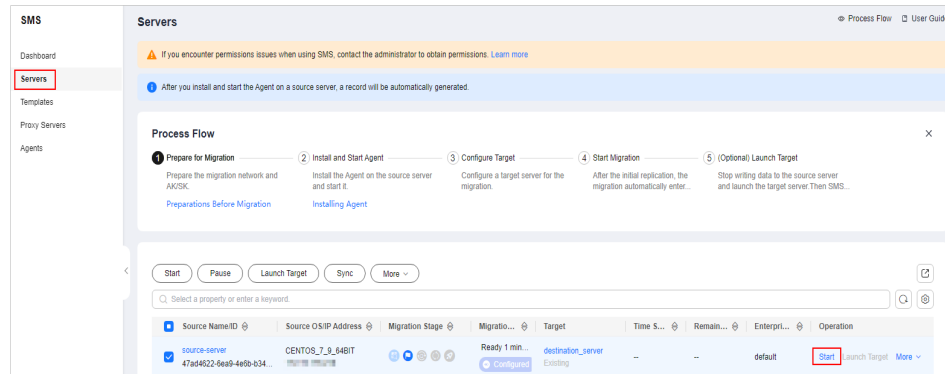 SMS
Dashboard
Servers
Templates
Proxy Servers
Agents
Servers
Process Flow
User Guide
If you encounter permissions issues when using SMS, contact the administrator to obtain permissions. Learn more
After you install and start the Agent on a source server, a record will be automatically generated.
Process Flow
1 Prepare for Migration
Prepare the migration network and
AK/SK.
Preparations Before Migration
2 Install and Start Agent
Install the Agent on the source server
and start it.
Installing Agent
3 Configure Target
Configure a target server for the
migration.
4 Start Migration
After the initial replication, the
migration automatically enter...
5 (Optional) Launch Target
Stop writing data to the source server
and launch the target server.Then SMS...
Start
Pause
Launch Target
Sync
More
Select a property or enter a keyword.
Source Name/ID
Source OS/IP Address
Migration Stage
Migratio...
Target
Time S...
Remain...
Enterpri...
Operation
source-server
47ad4622-6ea9-4e6b-b34...
CENTOS_7_9_64BIT
Ready 1 min...
Configured
destination_server
Existing
--
--
default
Start Launch Target More